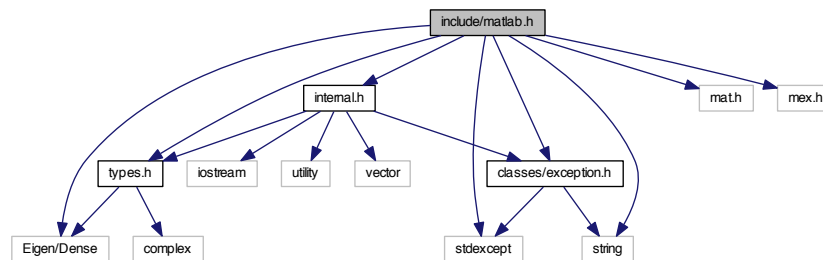 include/matlab.h
internal.h
mat.h
mex.h
types.h
iostream
utility
vector
classes/exception.h
Eigen/Dense
complex
stdexcept
string